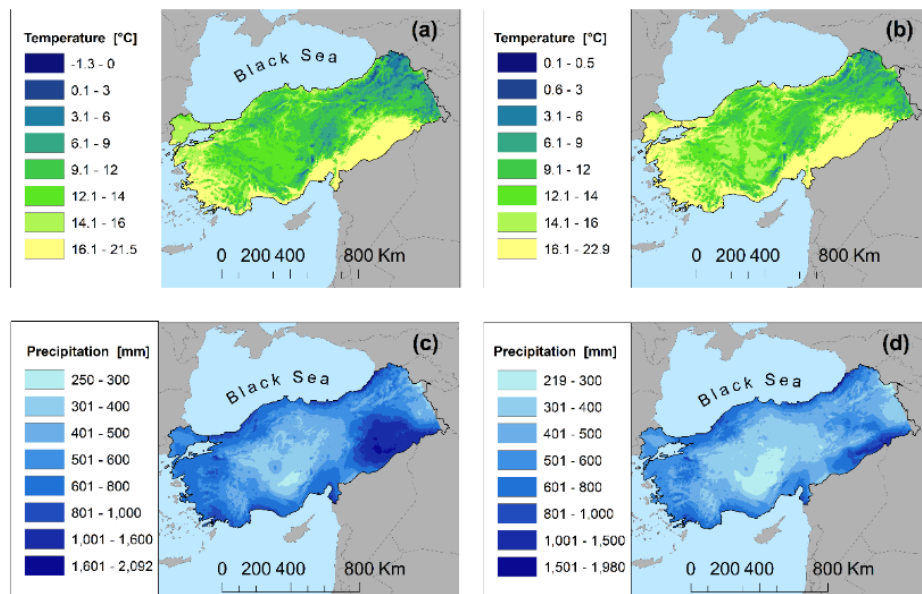 Temperature [°C]
-1.3 - 0
0.1 - 3
3.1 - 6
6.1 - 9
9.1 - 12
12.1 - 14
14.1 - 16
16.1 - 21.5
(a)
Black Sea
0 200 400 800 Km
Temperature [°C]
0.1 - 0.5
0.6 - 3
3.1 - 6
6.1 - 9
9.1 - 12
12.1 - 14
14.1 - 16
16.1 - 22.9
(b)
0 200 400 800 Km
Precipitation [mm]
250 - 300
301 - 400
401 - 500
501 - 600
601 - 800
801 - 1,000
1,001 - 1,600
1,601 - 2,092
(c)
Black Sea
0 200 400 800 Km
Precipitation [mm]
219 - 300
301 - 400
401 - 500
501 - 600
601 - 800
801 - 1,000
1,001 - 1,500
1,501 - 1,980
(d)
Black Sea
0 200 400 800 Km